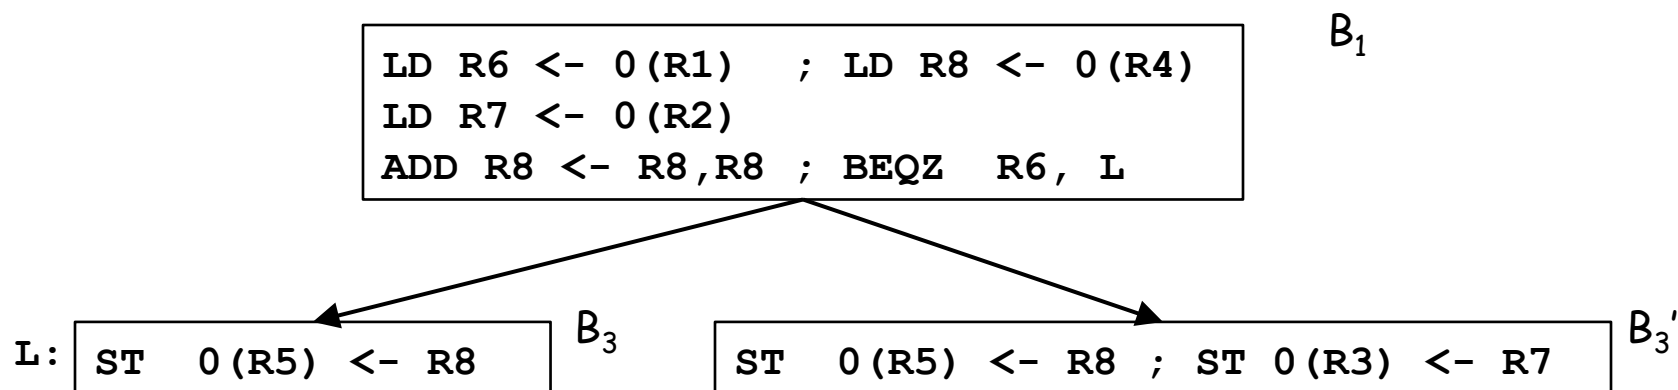 B₁
LD R6 <- 0(R1) ; LD R8 <- 0(R4)
LD R7 <- 0(R2)
ADD R8 <- R8,R8 ; BEQZ R6, L
L: ST 0(R5) <- R8 B₃
ST 0(R5) <- R8 ; ST 0(R3) <- R7 B₃'